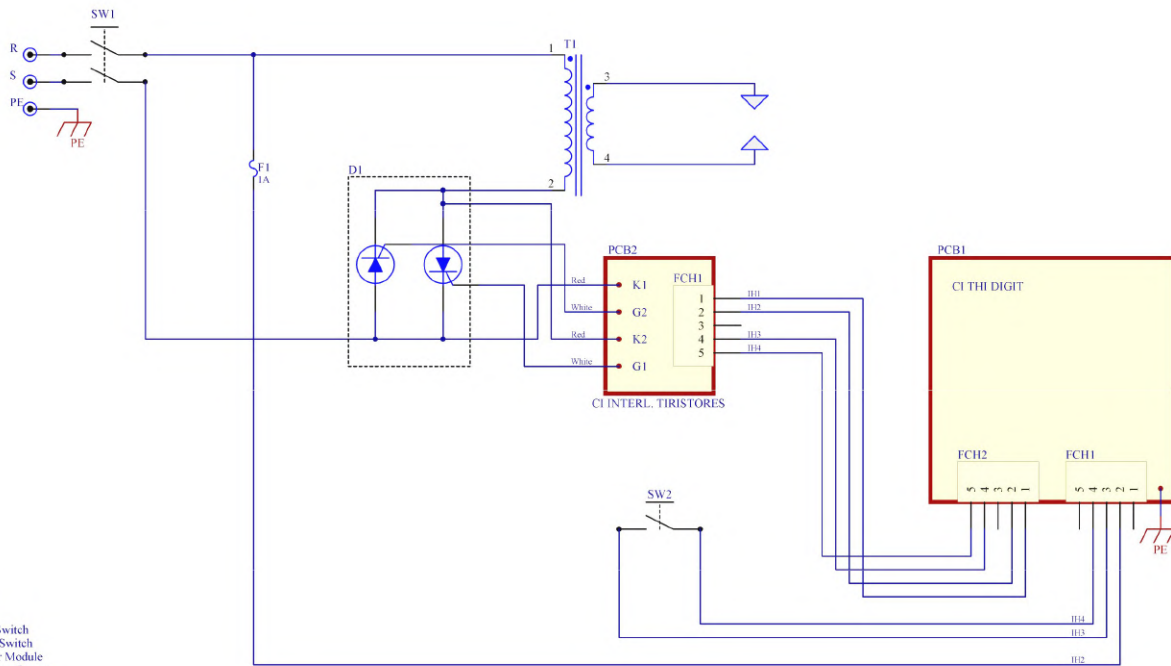 SW1
R
S
PE
PE
F1
1A
1
T1
2
3
4
D1
PCB2
Red
K1
White
G2
Red
K2
White
G1
FCH1
1
2
3
4
5
IH1
IH2
IH3
IH4
CI INTERL. TIRISTORES
PCB1
CI THI DIGIT
FCH2
5 4 3 2 1
FCH1
5 4 3 2 1
PE
SW2
IH4
IH3
IH2
Switch
Switch
Module